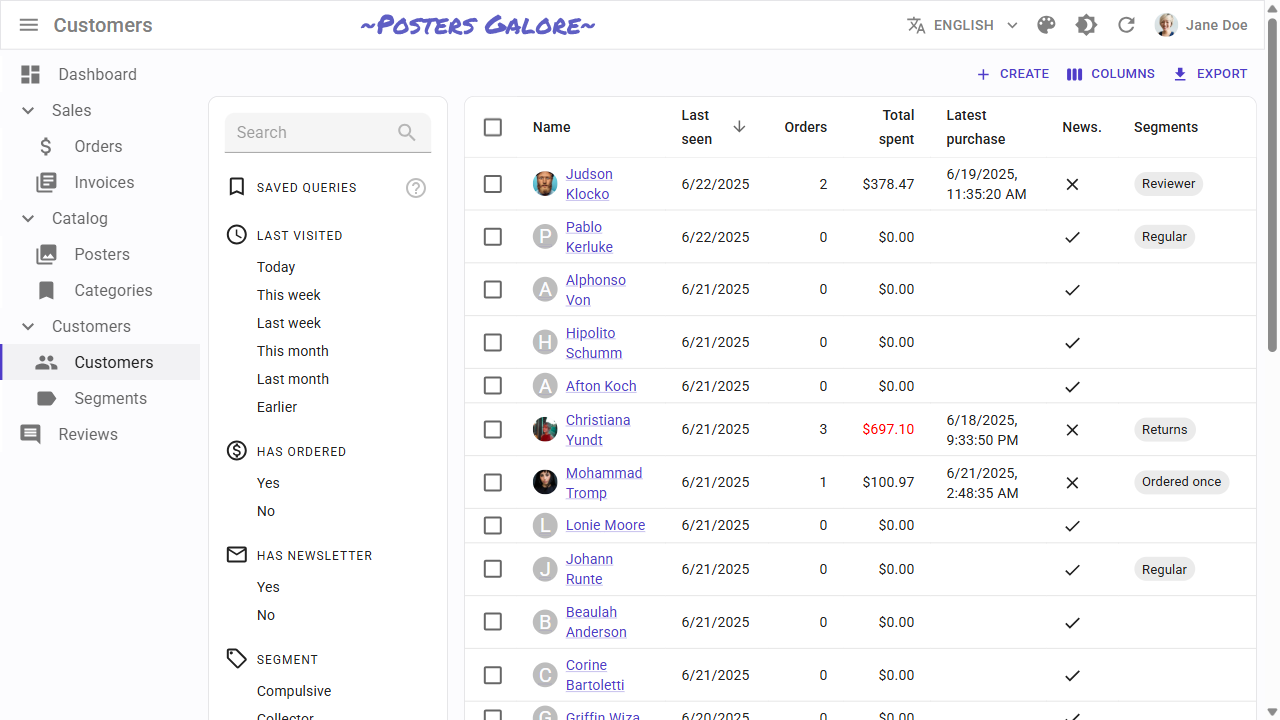 Customers
~Posters Galore~
ENGLISH
Jane Doe
Dashboard
Sales
Orders
Invoices
Catalog
Posters
Categories
Customers
Customers
Segments
Reviews
CREATE
COLUMNS
EXPORT
Search
SAVED QUERIES
LAST VISITED
Today
This week
Last week
This month
Last month
Earlier
HAS ORDERED
Yes
No
HAS NEWSLETTER
Yes
No
SEGMENT
Compulsive
Collector
Name Last seen Orders Total spent Latest purchase News. Segments
Judson Klocko 6/22/2025 2 $378.47 6/19/2025, 11:35:20 AM Reviewer
P Pablo Kerluke 6/22/2025 0 $0.00 Regular
A Alphonso Von 6/21/2025 0 $0.00
H Hipolito Schumm 6/21/2025 0 $0.00
A Afton Koch 6/21/2025 0 $0.00
Christiana Yundt 6/21/2025 3 $697.10 6/18/2025, 9:33:50 PM Returns
Mohammad Tromp 6/21/2025 1 $100.97 6/21/2025, 2:48:35 AM Ordered once
L Lonie Moore 6/21/2025 0 $0.00
J Johann Runte 6/21/2025 0 $0.00 Regular
B Beaulah Anderson 6/21/2025 0 $0.00
C Corine Bartoletti 6/21/2025 0 $0.00
G Griffin Wiza 6/20/2025 0 $0.00